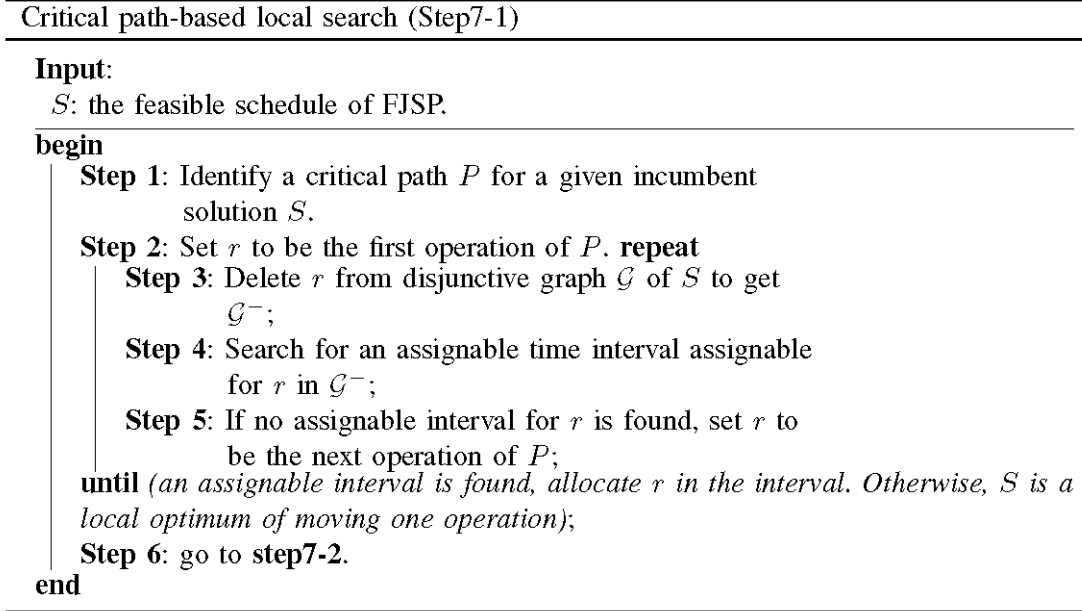 Critical path-based local search (Step7-1)
Input:
S: the feasible schedule of FJSP.
begin
Step 1: Identify a critical path P for a given incumbent
solution S.
Step 2: Set r to be the first operation of P. repeat
Step 3: Delete r from disjunctive graph 𝒢 of S to get
𝒢⁻;
Step 4: Search for an assignable time interval assignable
for r in 𝒢⁻;
Step 5: If no assignable interval for r is found, set r to
be the next operation of P;
until (an assignable interval is found, allocate r in the interval. Otherwise, S is a
local optimum of moving one operation);
Step 6: go to step7-2.
end